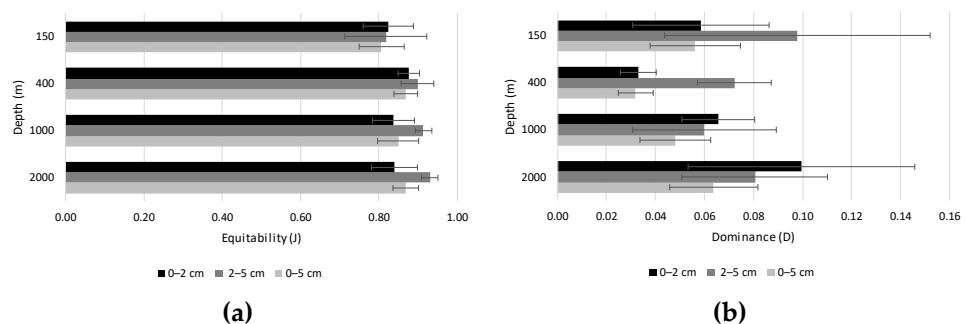 150
400
1000
2000
Depth (m)
0.00 0.20 0.40 0.60 0.80 1.00
Equitability (J)
0–2 cm 2–5 cm 0–5 cm
(a)
150
400
1000
2000
Depth (m)
0.00 0.02 0.04 0.06 0.08 0.10 0.12 0.14 0.16
Dominance (D)
0–2 cm 2–5 cm 0–5 cm
(b)